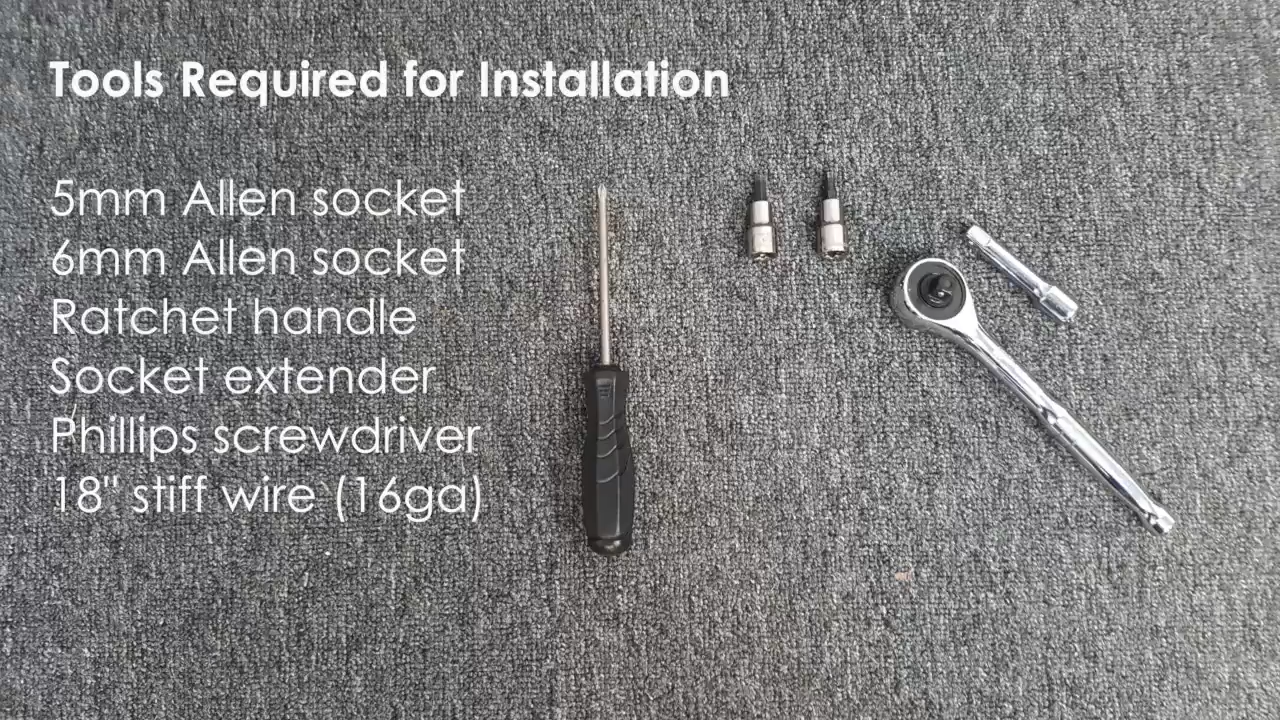 Tools Required for Installation
5mm Allen socket
6mm Allen socket
Ratchet handle
Socket extender
Phillips screwdriver
18" stiff wire (16ga)